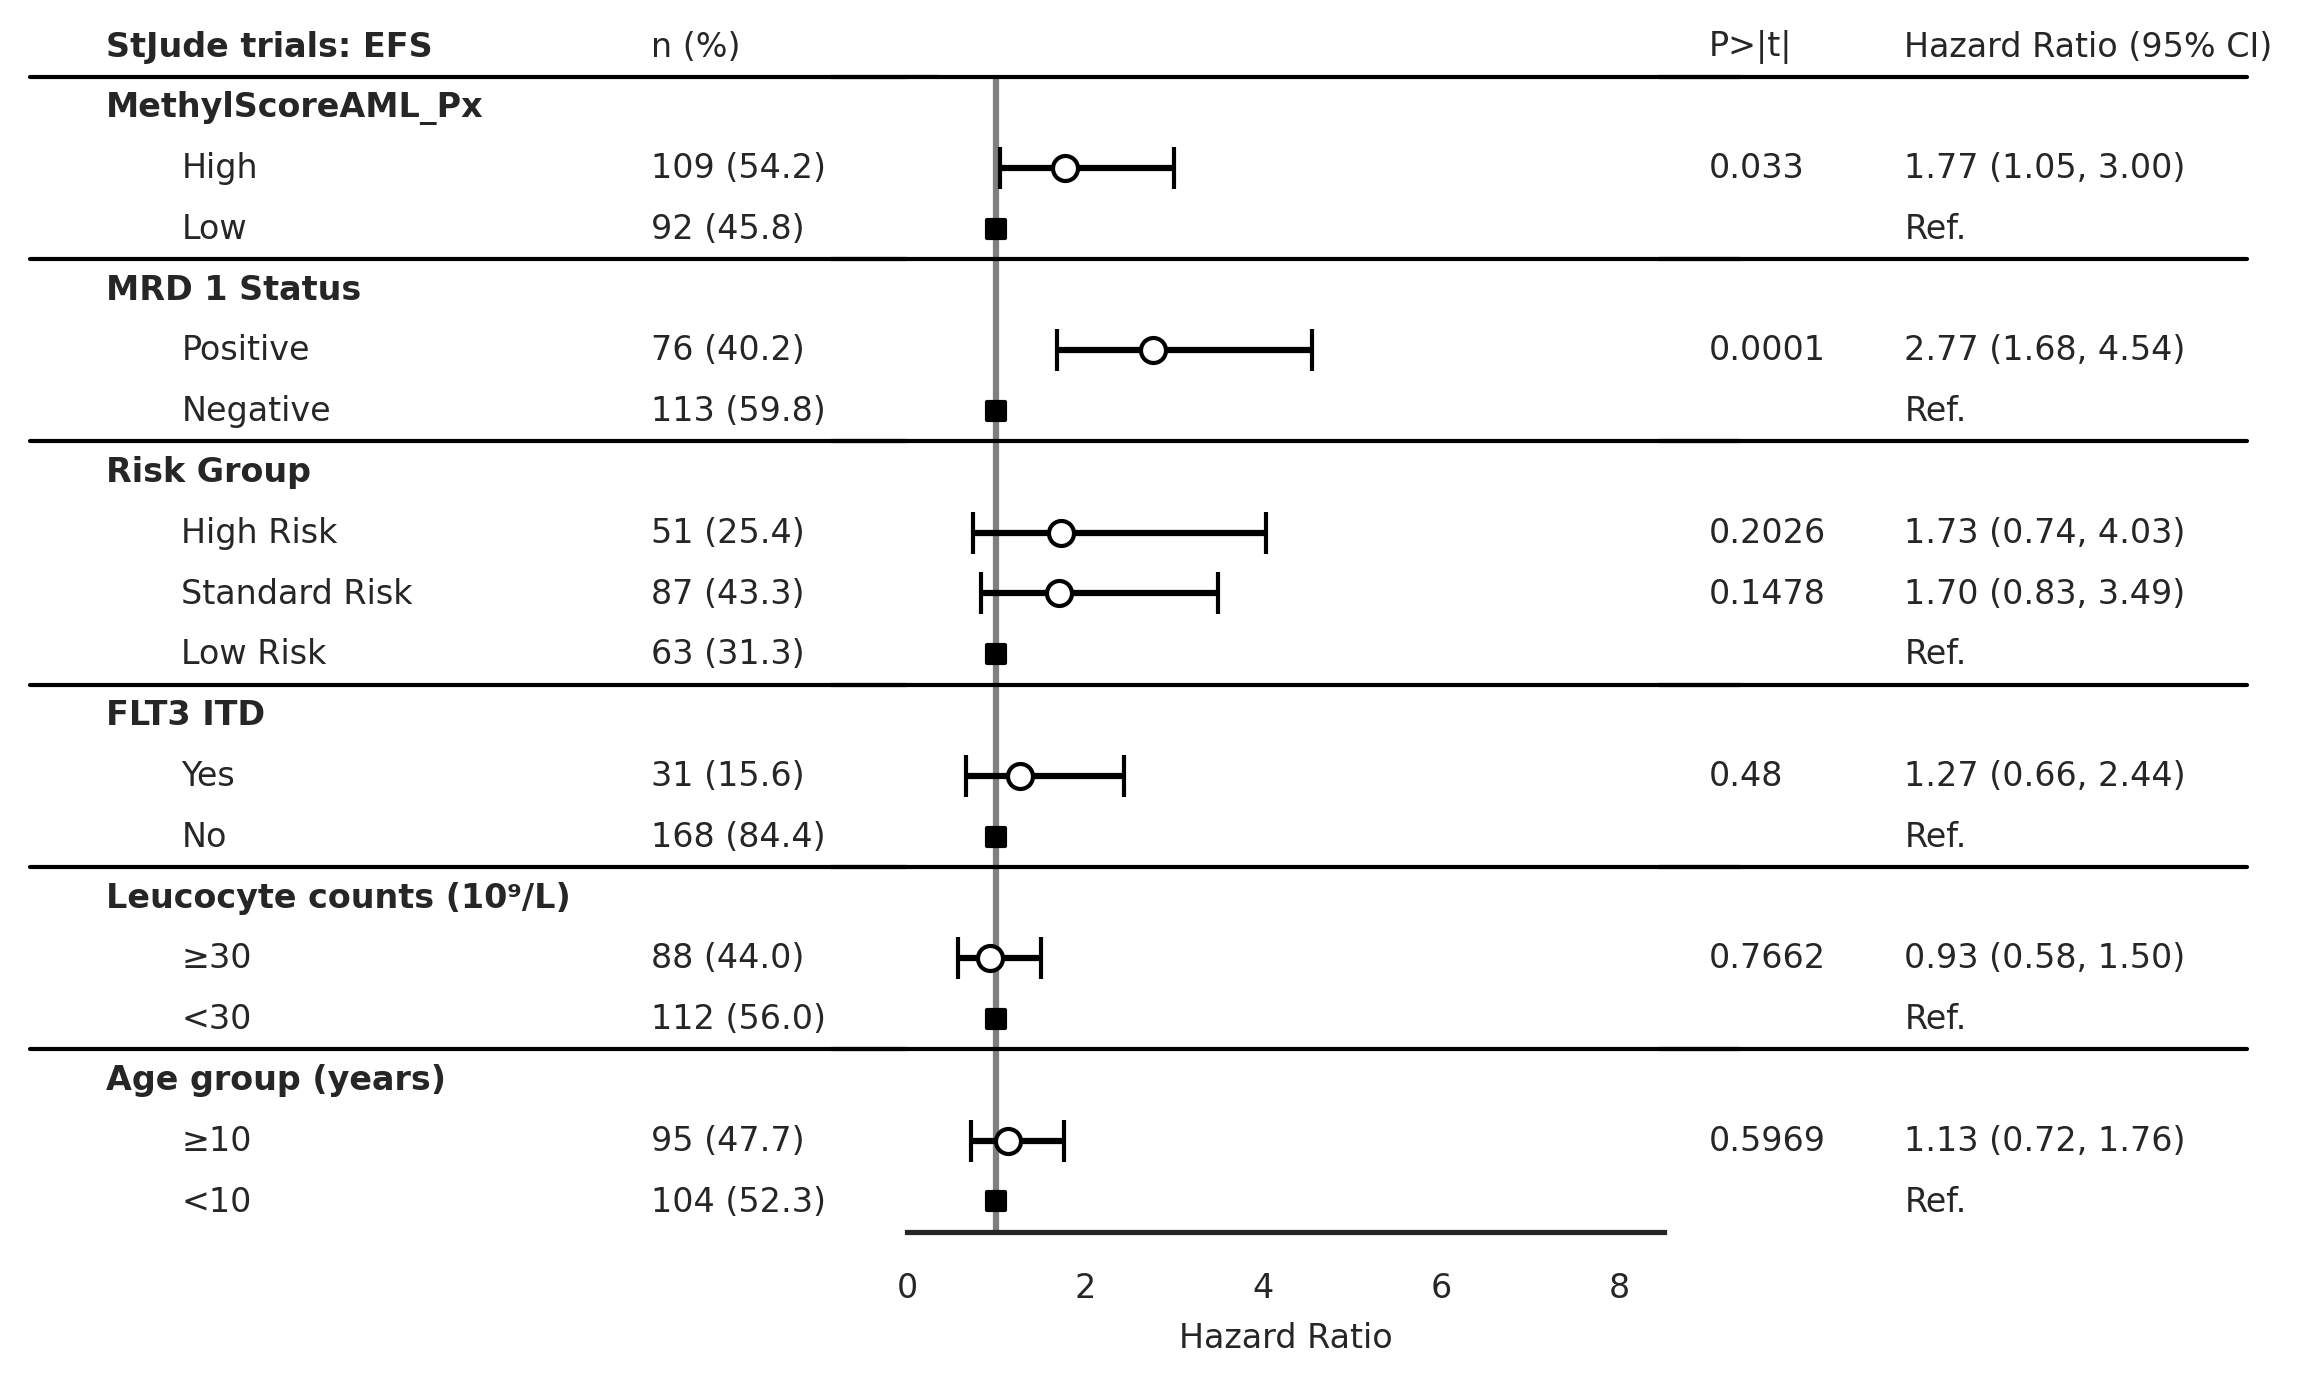 StJude trials: EFS n (%) P>|t| Hazard Ratio (95% CI)
MethylScoreAML_Px
High 109 (54.2) 0.033 1.77 (1.05, 3.00)
Low 92 (45.8) Ref.
MRD 1 Status
Positive 76 (40.2) 0.0001 2.77 (1.68, 4.54)
Negative 113 (59.8) Ref.
Risk Group
High Risk 51 (25.4) 0.2026 1.73 (0.74, 4.03)
Standard Risk 87 (43.3) 0.1478 1.70 (0.83, 3.49)
Low Risk 63 (31.3) Ref.
FLT3 ITD
Yes 31 (15.6) 0.48 1.27 (0.66, 2.44)
No 168 (84.4) Ref.
Leucocyte counts (10⁹/L)
≥30 88 (44.0) 0.7662 0.93 (0.58, 1.50)
<30 112 (56.0) Ref.
Age group (years)
≥10 95 (47.7) 0.5969 1.13 (0.72, 1.76)
<10 104 (52.3) Ref.
0 2 4 6 8
Hazard Ratio